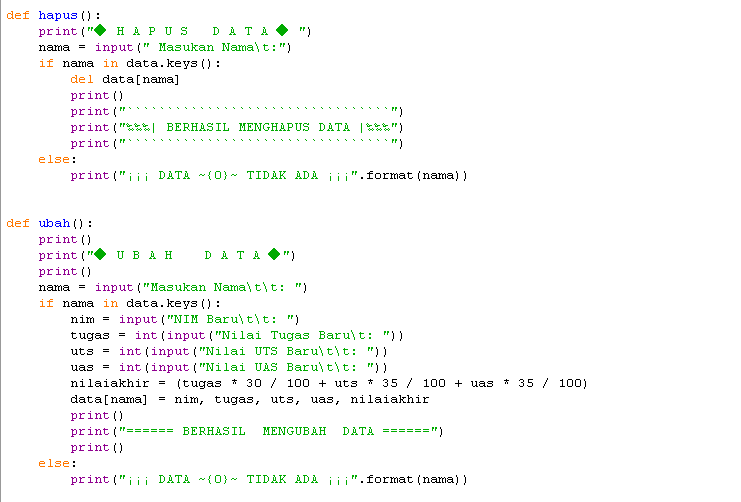 def hapus():
    print("◆ H A P U S   D A T A◆ ")
    nama = input(" Masukan Nama\t:")
    if nama in data.keys():
        del data[nama]
        print()
        print("`````````````````````````````````")
        print("%%%| BERHASIL MENGHAPUS DATA |%%%")
        print("`````````````````````````````````")
    else:
        print("¡¡¡ DATA ~{O}~ TIDAK ADA ¡¡¡".format(nama))
def ubah():
    print()
    print("◆ U B A H   D A T A◆")
    print()
    nama = input("Masukan Nama\t\t: ")
    if nama in data.keys():
        nim = input("NIM Baru\t\t: ")
        tugas = int(input("Nilai Tugas Baru\t: "))
        uts = int(input("Nilai UTS Baru\t\t: "))
        uas = int(input("Nilai UAS Baru\t\t: "))
        nilaiakhir = (tugas * 30 / 100 + uts * 35 / 100 + uas * 35 / 100)
        data[nama] = nim, tugas, uts, uas, nilaiakhir
        print()
        print("====== BERHASIL  MENGUBAH  DATA ======")
        print()
    else:
        print("¡¡¡ DATA ~{O}~ TIDAK ADA ¡¡¡".format(nama))